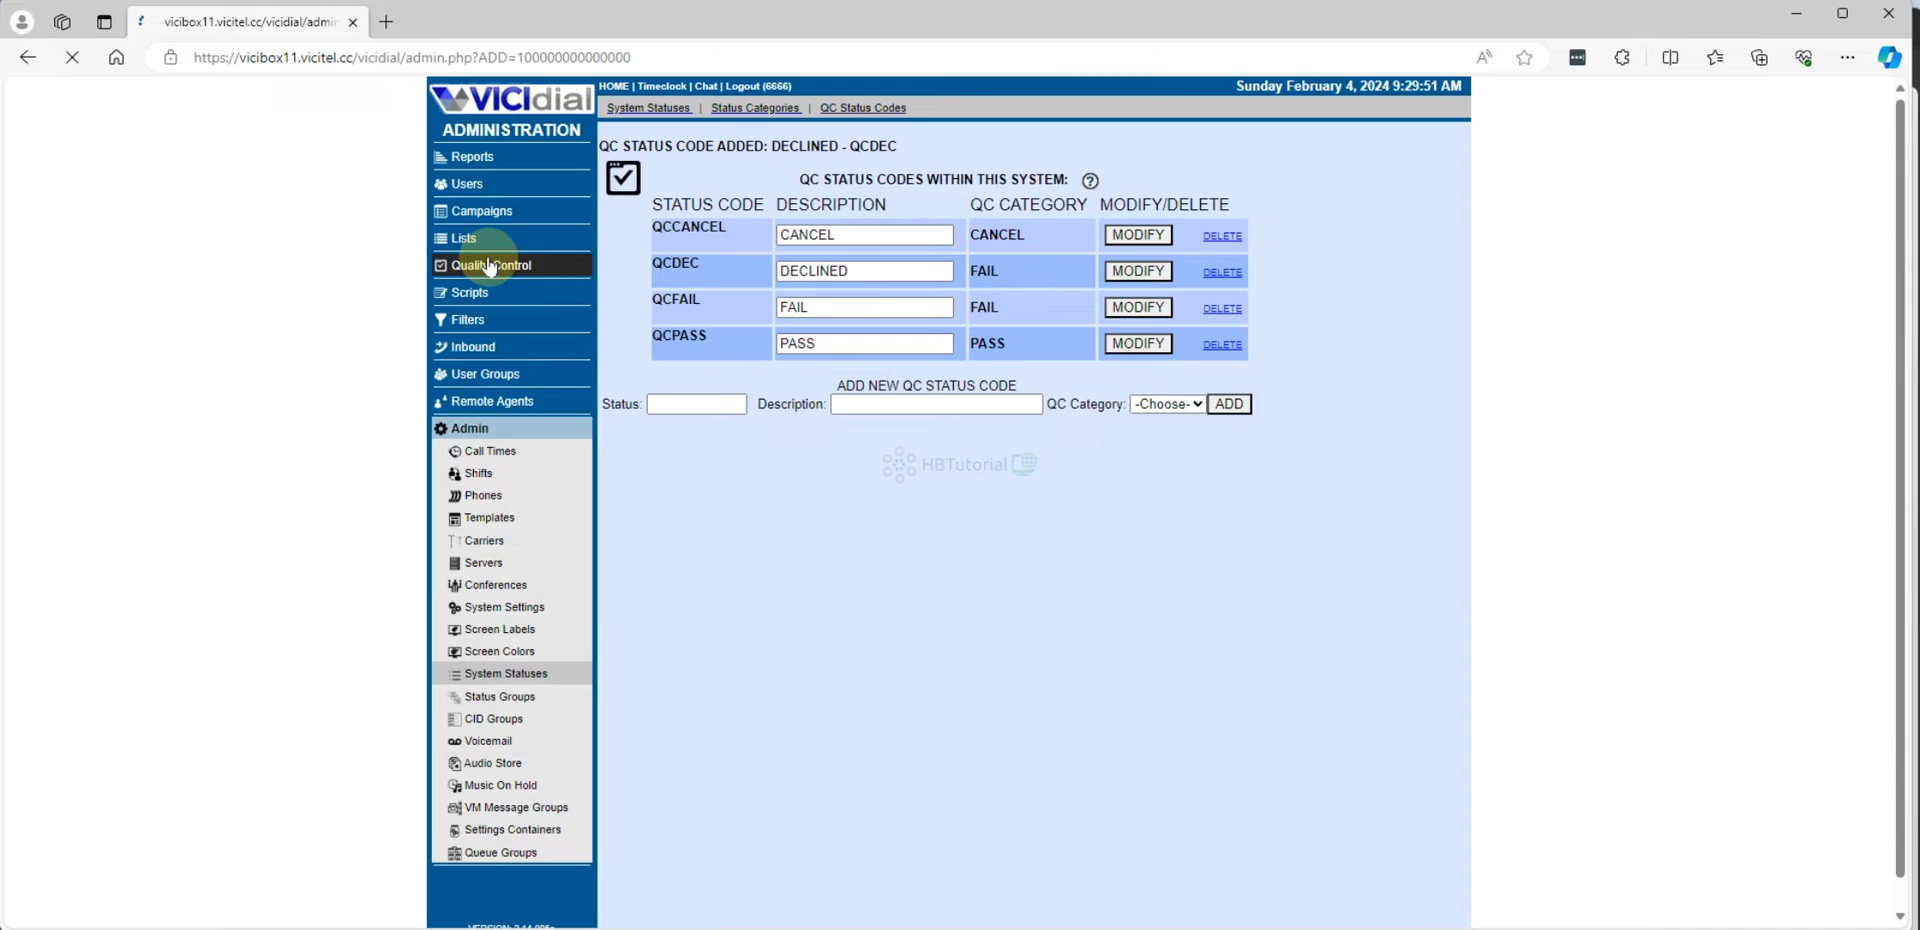 vicibox11.vicitel.cc/vicidial/admin
https://vicibox11.vicitel.cc/vicidial/admin.php?ADD=100000000000000
VICIdial
HOME | Timeclock | Chat | Logout (6666)
Sunday February 4, 2024 9:29:51 AM
System Statuses | Status Categories | QC Status Codes
ADMINISTRATION
Reports
Users
Campaigns
Lists
Quality Control
Scripts
Filters
Inbound
User Groups
Remote Agents
Admin
Call Times
Shifts
Phones
Templates
Carriers
Servers
Conferences
System Settings
Screen Labels
Screen Colors
System Statuses
Status Groups
CID Groups
Voicemail
Audio Store
Music On Hold
VM Message Groups
Settings Containers
Queue Groups
QC STATUS CODE ADDED: DECLINED - QCDEC
QC STATUS CODES WITHIN THIS SYSTEM: ?
STATUS CODE DESCRIPTION QC CATEGORY MODIFY/DELETE
QCCANCEL CANCEL CANCEL MODIFY DELETE
QCDEC DECLINED FAIL MODIFY DELETE
QCFAIL FAIL FAIL MODIFY DELETE
QCPASS PASS PASS MODIFY DELETE
ADD NEW QC STATUS CODE
Status: Description: QC Category: -Choose- ADD
HBTutorial